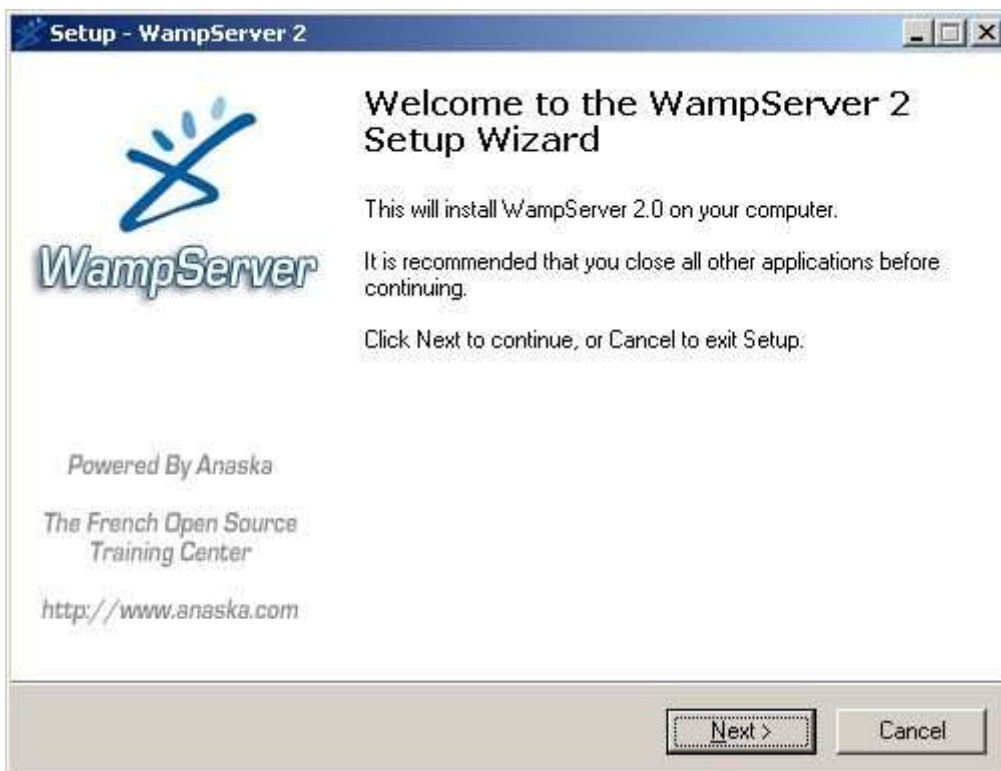 Setup - WampServer 2
WampServer
Powered By Anaska
The French Open Source
Training Center
http://www.anaska.com
Welcome to the WampServer 2
Setup Wizard
This will install WampServer 2.0 on your computer.
It is recommended that you close all other applications before
continuing.
Click Next to continue, or Cancel to exit Setup.
Next >
Cancel